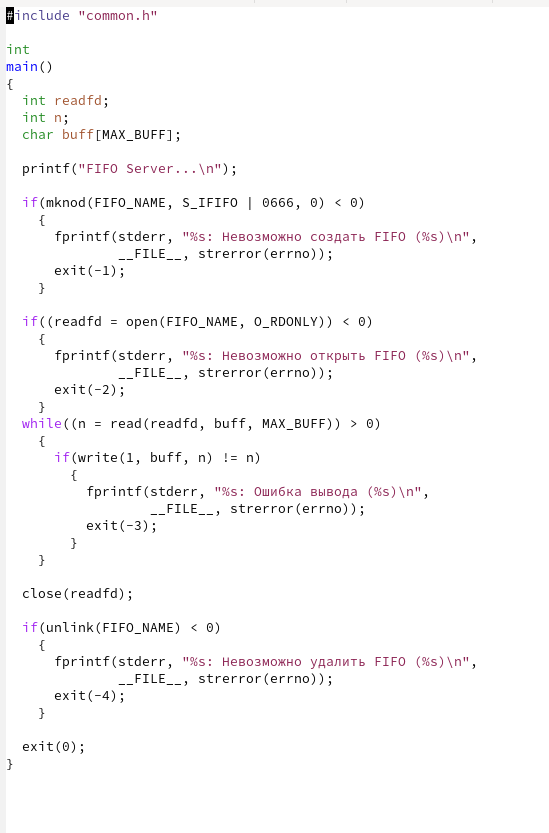 #include "common.h"

int
main()
{
  int readfd;
  int n;
  char buff[MAX_BUFF];

  printf("FIFO Server...\n");

  if(mknod(FIFO_NAME, S_IFIFO | 0666, 0) < 0)
    {
      fprintf(stderr, "%s: Невозможно создать FIFO (%s)\n",
              __FILE__, strerror(errno));
      exit(-1);
    }

  if((readfd = open(FIFO_NAME, O_RDONLY)) < 0)
    {
      fprintf(stderr, "%s: Невозможно открыть FIFO (%s)\n",
              __FILE__, strerror(errno));
      exit(-2);
    }
  while((n = read(readfd, buff, MAX_BUFF)) > 0)
    {
      if(write(1, buff, n) != n)
        {
          fprintf(stderr, "%s: Ошибка вывода (%s)\n",
                  __FILE__, strerror(errno));
          exit(-3);
        }
    }

  close(readfd);

  if(unlink(FIFO_NAME) < 0)
    {
      fprintf(stderr, "%s: Невозможно удалить FIFO (%s)\n",
              __FILE__, strerror(errno));
      exit(-4);
    }

  exit(0);
}